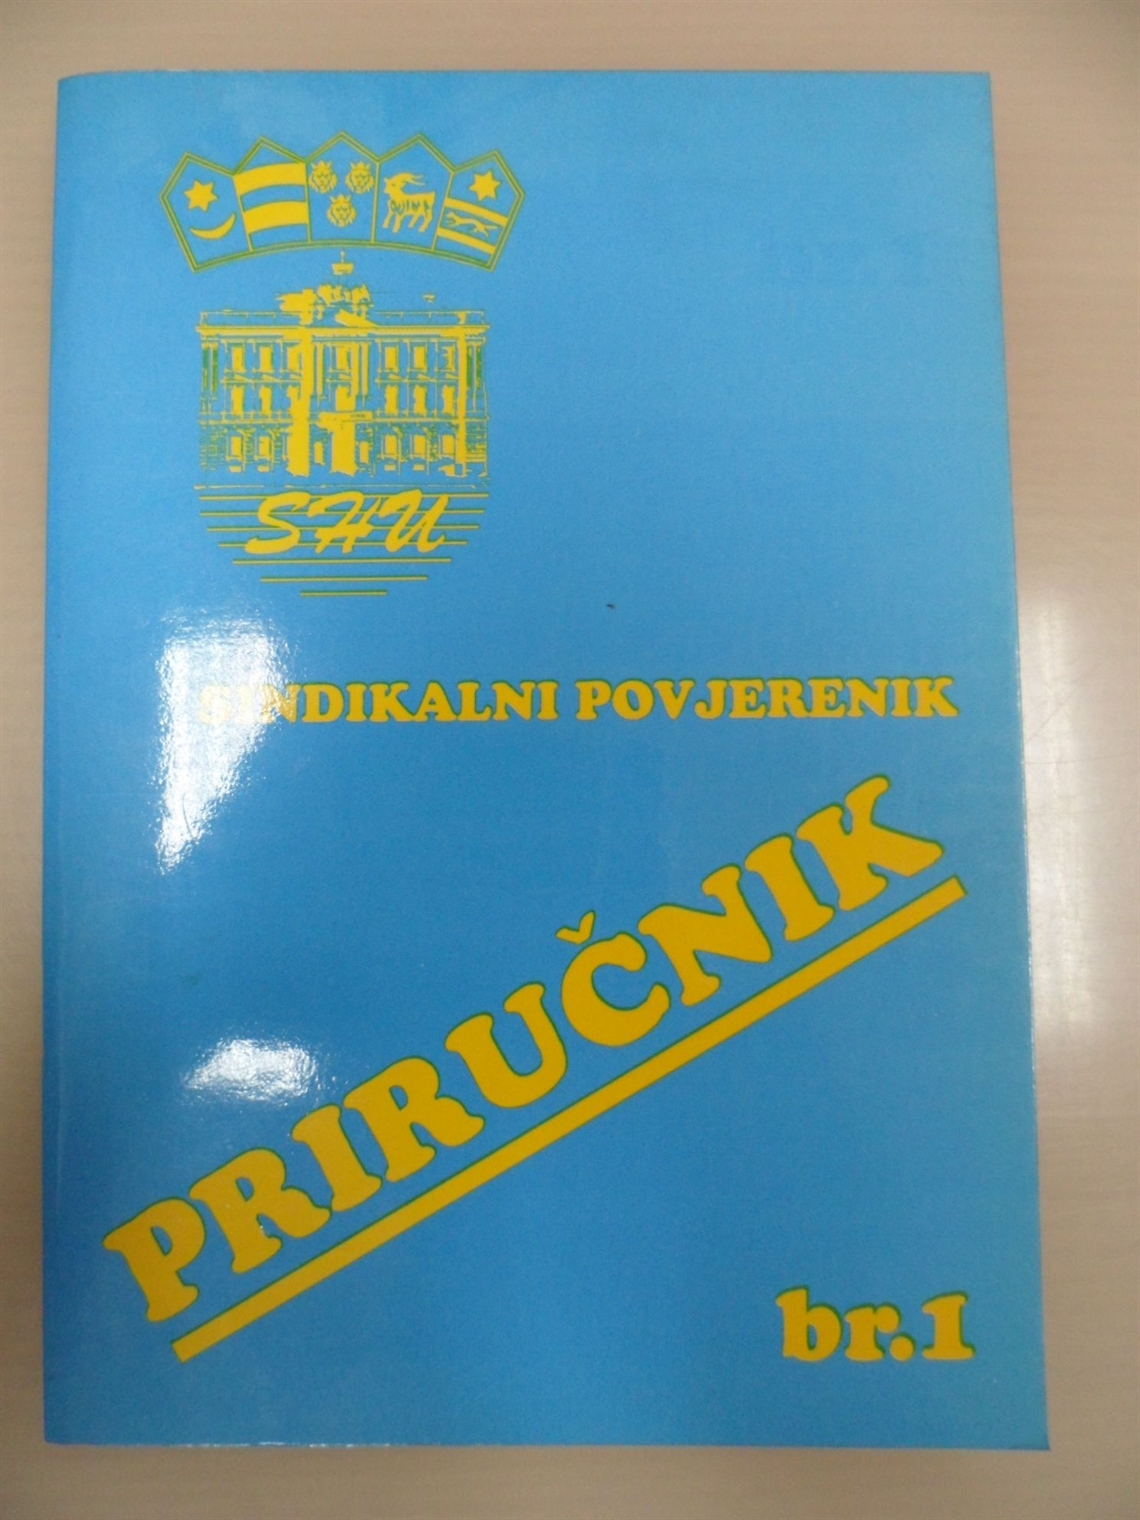 SHU
SINDIKALNI POVJERENIK
PRIRUČNIK
br.1